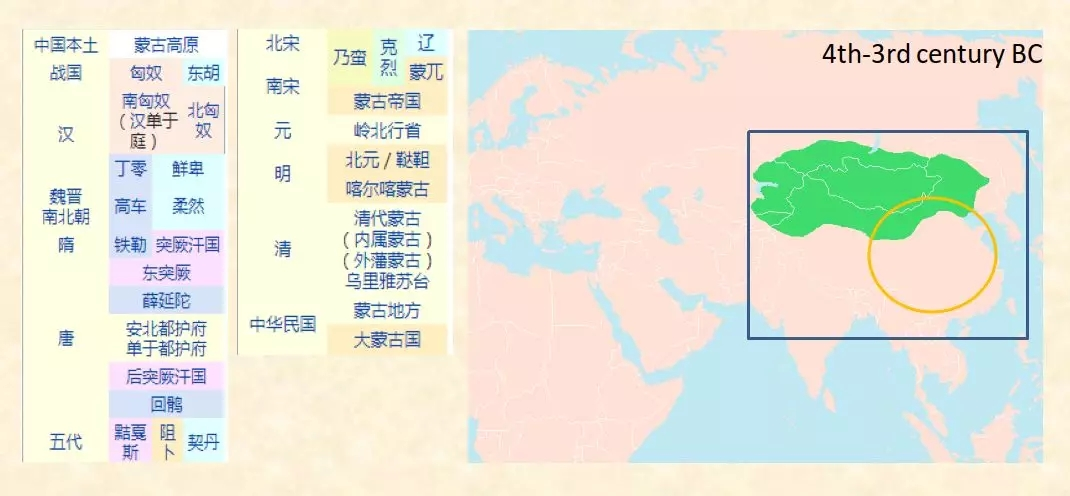 中国本土 蒙古高原
战国 匈奴 东胡
汉
南匈奴
（汉单于
庭）
北匈
奴
丁零 鲜卑
魏晋
南北朝
高车 柔然
隋 铁勒 突厥汗国
东突厥
薛延陀
唐
安北都护府
单于都护府
后突厥汗国
回鹘
五代
黠戛
斯
阻
卜
契丹
北宋
乃蛮
克
烈
辽
蒙兀
南宋
蒙古帝国
元 岭北行省
明
北元 / 鞑靼
喀尔喀蒙古
清
清代蒙古
（内属蒙古）
（外藩蒙古）
乌里雅苏台
中华民国
蒙古地方
大蒙古国
4th-3rd century BC